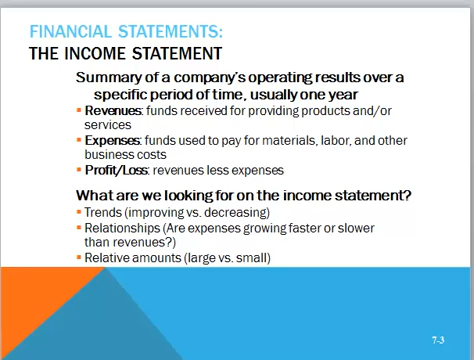 FINANCIAL STATEMENTS:
THE INCOME STATEMENT
Summary of a company's operating results over a
specific period of time, usually one year
▪ Revenues: funds received for providing products and/or
services
▪ Expenses: funds used to pay for materials, labor, and other
business costs
▪ Profit/Loss: revenues less expenses
What are we looking for on the income statement?
▪ Trends (improving vs. decreasing)
▪ Relationships (Are expenses growing faster or slower
than revenues?)
▪ Relative amounts (large vs. small)
7-3